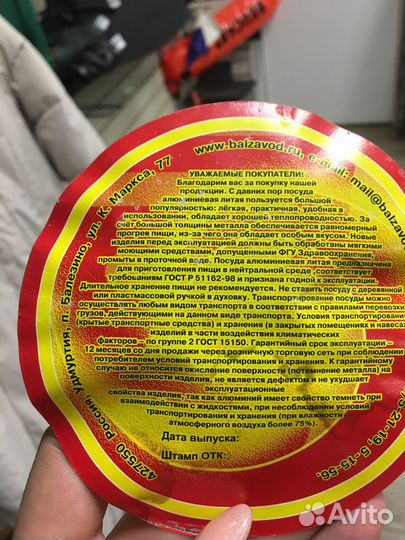 www.baizavod.ru, e-mail: mail@baizavod
427550 Россия, Удмуртия, п. Балезино, ул. К. Маркса, 77
УВАЖАЕМЫЕ ПОКУПАТЕЛИ!
Благодарим вас за покупку нашей
продукции. С давних пор посуда
алюминиевая литая пользуется большой
популярностью: лёгкая, практичная, удобная в
использовании, обладает хорошей теплопроводностью. За
счёт большой толщины металла обеспечивается равномерный
прогрев пищи, из-за чего она обладает особым вкусом. Новые
изделия перед эксплуатацией должны быть обработаны мягкими
моющими средствами, допущенными ФГУ Здравоохранения,
промыты в проточной воде. Посуда алюминиевая литая предназначена
для приготовления пищи в нейтральной среде, соответствует
требованиям ГОСТ Р 51162-98 и признана годной к эксплуатации.
Длительное хранение пищи не рекомендуется. Не ставить посуду с деревянной
или пластмассовой ручкой в духовку. Транспортирование посуды можно
осуществлять любым видом транспорта в соответствии с правилами перевозки
грузов, действующими на данном виде транспорта. Условия транспортирования
(крытые транспортные средства) и хранения (в закрытых помещениях и навесах
изделий в части воздействия климатических
факторов – по группе 2 ГОСТ 15150. Гарантийный срок эксплуатации –
12 месяцев со дня продажи через розничную торговую сеть при соблюдении
потребителем условий транспортирования и хранения. К гарантийному
случаю не относится окисление поверхности (потемнение металла) на
поверхности изделия, не является дефектом и не ухудшает
эксплуатационные
свойства изделия, так как алюминий имеет свойство темнеть при
взаимодействии с жидкостями, при несоблюдении условий
транспортирования и хранения (при влажности
атмосферного воздуха более 75%).
Дата выпуска:
Штамп ОТК:
21-19, 5-15-56.
Avito